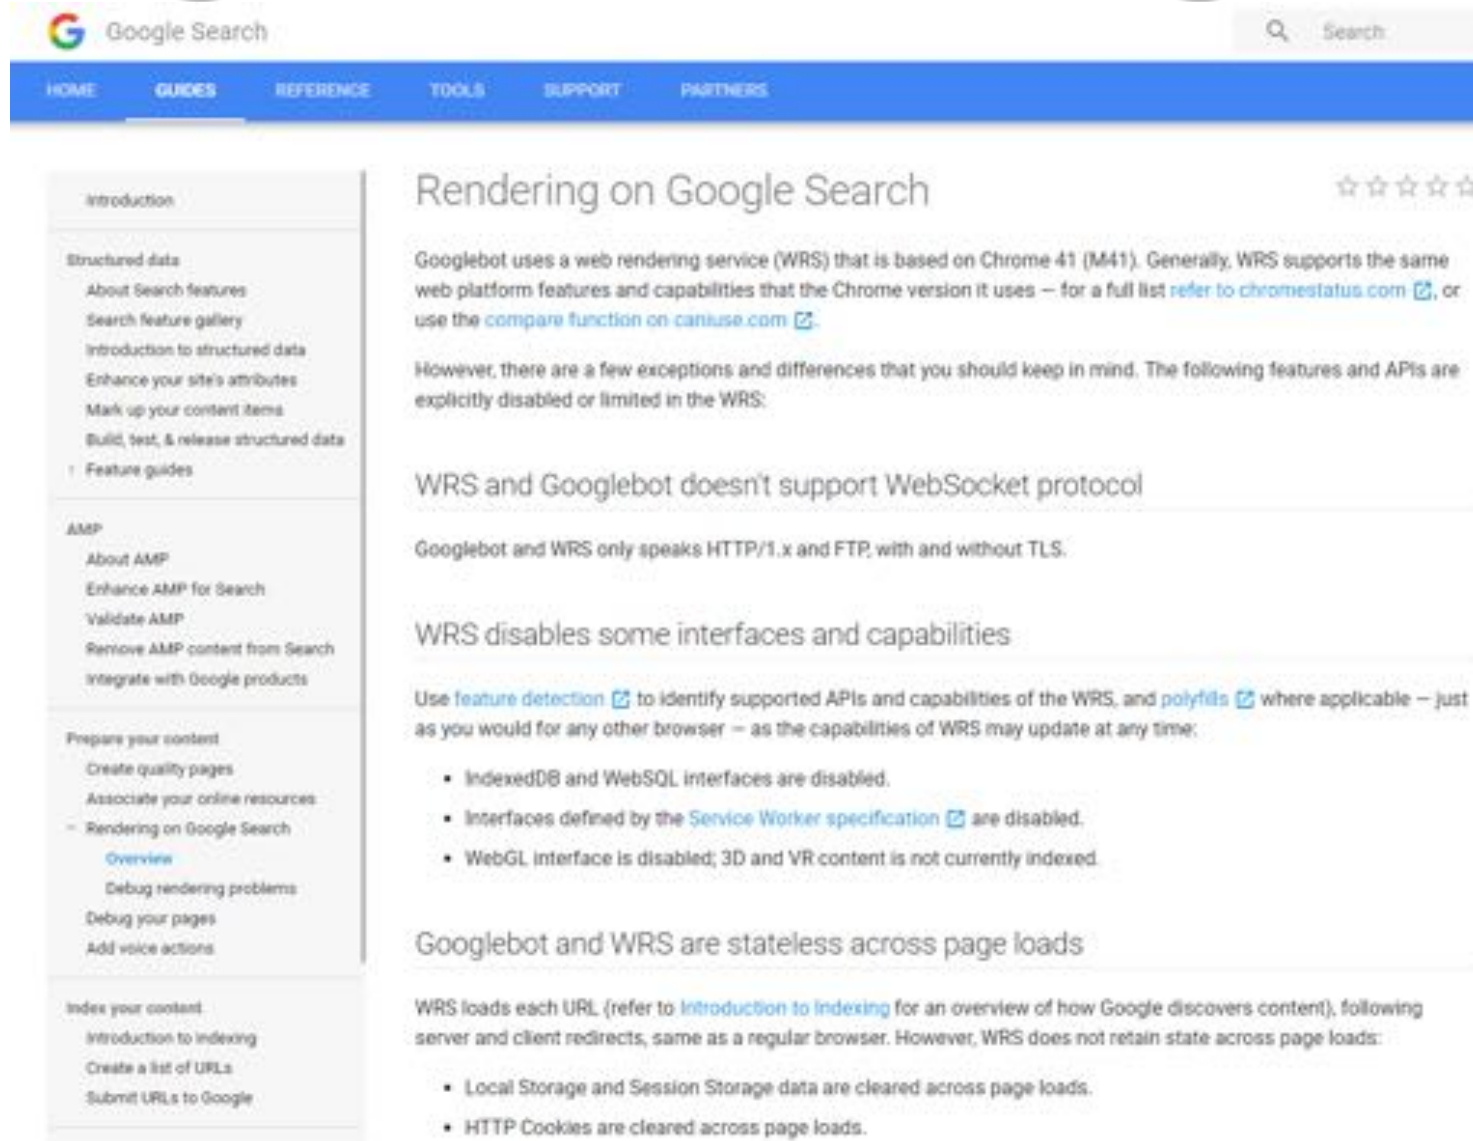 Google Search
Search
HOME
GUIDES
REFERENCE
TOOLS
SUPPORT
PARTNERS
Introduction
Structured data
About Search features
Search feature gallery
Introduction to structured data
Enhance your site's attributes
Mark up your content items
Build, test, & release structured data
Feature guides
AMP
About AMP
Enhance AMP for Search
Validate AMP
Remove AMP content from Search
Integrate with Google products
Prepare your content
Create quality pages
Associate your online resources
Rendering on Google Search
Overview
Debug rendering problems
Debug your pages
Add voice actions
Index your content
Introduction to indexing
Create a list of URLs
Submit URLs to Google
Rendering on Google Search
Googlebot uses a web rendering service (WRS) that is based on Chrome 41 (M41). Generally, WRS supports the same
web platform features and capabilities that the Chrome version it uses — for a full list refer to chromestatus.com, or
use the compare function on caniuse.com.
However, there are a few exceptions and differences that you should keep in mind. The following features and APIs are
explicitly disabled or limited in the WRS:
WRS and Googlebot doesn't support WebSocket protocol
Googlebot and WRS only speaks HTTP/1.x and FTP, with and without TLS.
WRS disables some interfaces and capabilities
Use feature detection to identify supported APIs and capabilities of the WRS, and polyfills where applicable — just
as you would for any other browser — as the capabilities of WRS may update at any time:
• IndexedDB and WebSQL interfaces are disabled.
• Interfaces defined by the Service Worker specification are disabled.
• WebGL interface is disabled; 3D and VR content is not currently indexed.
Googlebot and WRS are stateless across page loads
WRS loads each URL (refer to Introduction to Indexing for an overview of how Google discovers content), following
server and client redirects, same as a regular browser. However, WRS does not retain state across page loads:
• Local Storage and Session Storage data are cleared across page loads.
• HTTP Cookies are cleared across page loads.